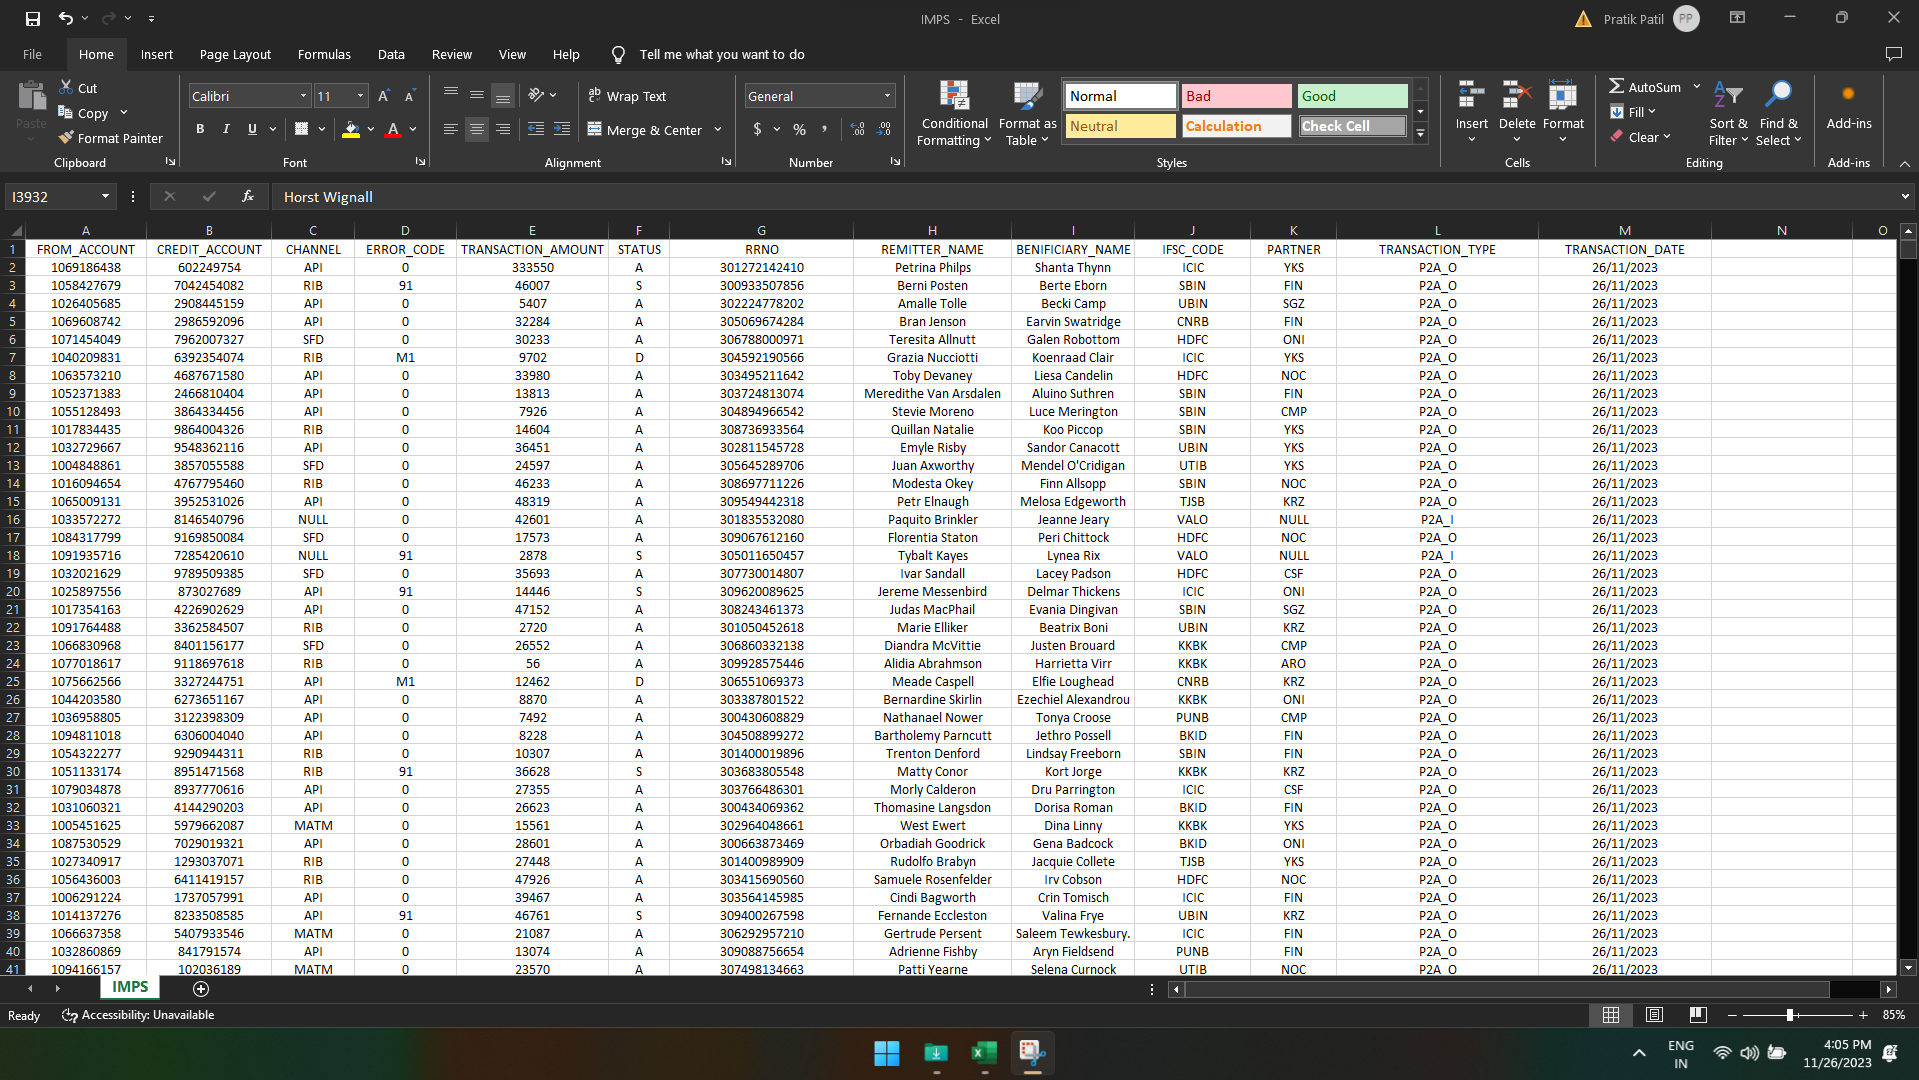 IMPS - Excel
Pratik Patil PP
File Home Insert Page Layout Formulas Data Review View Help Tell me what you want to do
Paste Cut Copy Format Painter Clipboard
Calibri 11 A A B I U A Font
ab Wrap Text Merge & Center Alignment
General $ % , Number
Conditional Formatting Format as Table Normal Bad Good Neutral Calculation Check Cell Styles
Insert Delete Format Cells
AutoSum Fill Clear Sort & Filter Find & Select Editing
Add-ins Add-ins
I3932 fx Horst Wignall
A B C D E F G H I J K L M N O
1 FROM_ACCOUNT CREDIT_ACCOUNT CHANNEL ERROR_CODE TRANSACTION_AMOUNT STATUS RRNO REMITTER_NAME BENIFICIARY_NAME IFSC_CODE PARTNER TRANSACTION_TYPE TRANSACTION_DATE
2 1069186438 602249754 API 0 333550 A 301272142410 Petrina Philps Shanta Thynn ICIC YKS P2A_O 26/11/2023
3 1058427679 7042454082 RIB 91 46007 S 300933507856 Berni Posten Berte Eborn SBIN FIN P2A_O 26/11/2023
4 1026405685 2908445159 API 0 5407 A 302224778202 Amalle Tolle Becki Camp UBIN SGZ P2A_O 26/11/2023
5 1069608742 2986592096 API 0 32284 A 305069674284 Bran Jenson Earvin Swatridge CNRB FIN P2A_O 26/11/2023
6 1071454049 7962007327 SFD 0 30233 A 306788000971 Teresita Allnutt Galen Robottom HDFC ONI P2A_O 26/11/2023
7 1040209831 6392354074 RIB M1 9702 D 304592190566 Grazia Nucciotti Koenraad Clair ICIC YKS P2A_O 26/11/2023
8 1063573210 4687671580 API 0 33980 A 303495211642 Toby Devaney Liesa Candelin HDFC NOC P2A_O 26/11/2023
9 1052371383 2466810404 API 0 13813 A 303724813074 Meredithe Van Arsdalen Aluino Suthren SBIN FIN P2A_O 26/11/2023
10 1055128493 3864334456 API 0 7926 A 304894966542 Stevie Moreno Luce Merington SBIN CMP P2A_O 26/11/2023
11 1017834435 9864004326 RIB 0 14604 A 308736933564 Quillan Natalie Koo Piccop SBIN YKS P2A_O 26/11/2023
12 1032729667 9548362116 API 0 36451 A 302811545728 Emyle Risby Sandor Canacott UBIN YKS P2A_O 26/11/2023
13 1004848861 3857055588 SFD 0 24597 A 305645289706 Juan Axworthy Mendel O'Cridigan UTIB YKS P2A_O 26/11/2023
14 1016094654 4767795460 RIB 0 46233 A 308697711226 Modesta Okey Finn Allsopp SBIN NOC P2A_O 26/11/2023
15 1065009131 3952531026 API 0 48319 A 309549442318 Petr Elnaugh Melosa Edgeworth TJSB KRZ P2A_O 26/11/2023
16 1033572272 8146540796 NULL 0 42601 A 301835532080 Paquito Brinkler Jeanne Jeary VALO NULL P2A_I 26/11/2023
17 1084317799 9169850084 SFD 0 17573 A 309067612160 Florentia Staton Peri Chittock HDFC NOC P2A_O 26/11/2023
18 1091935716 7285420610 NULL 91 2878 S 305011650457 Tybalt Kayes Lynea Rix VALO NULL P2A_I 26/11/2023
19 1032021629 9789509385 SFD 0 35693 A 307730014807 Ivar Sandall Lacey Padson HDFC CSF P2A_O 26/11/2023
20 1025897556 873027689 API 91 14446 S 309620089625 Jereme Messenbird Delmar Thickens ICIC ONI P2A_O 26/11/2023
21 1017354163 4226902629 API 0 47152 A 308243461373 Judas MacPhail Evania Dingivan SBIN SGZ P2A_O 26/11/2023
22 1091764488 3362584507 RIB 0 2720 A 301050452618 Marie Elliker Beatrix Boni UBIN KRZ P2A_O 26/11/2023
23 1066830968 8401156177 SFD 0 26552 A 306860332138 Diandra McVittie Justen Brouard KKBK CMP P2A_O 26/11/2023
24 1077018617 9118697618 RIB 0 56 A 309928575446 Alidia Abrahmson Harrietta Virr KKBK ARO P2A_O 26/11/2023
25 1075662566 3327244751 API M1 12462 D 306551069373 Meade Caspell Elfie Loughead CNRB KRZ P2A_O 26/11/2023
26 1044203580 6273651167 API 0 8870 A 303387801522 Bernardine Skirlin Ezechiel Alexandrou KKBK ONI P2A_O 26/11/2023
27 1036958805 3122398309 API 0 7492 A 300430608829 Nathanael Nower Tonya Croose PUNB CMP P2A_O 26/11/2023
28 1094811018 6306004040 API 0 8228 A 304508899272 Bartholemy Parncutt Jethro Possell BKID FIN P2A_O 26/11/2023
29 1054322277 9290944311 RIB 0 10307 A 301400019896 Trenton Denford Lindsay Freeborn SBIN FIN P2A_O 26/11/2023
30 1051133174 8951471568 RIB 91 36628 S 303683805548 Matty Conor Kort Jorge KKBK KRZ P2A_O 26/11/2023
31 1079034878 8937770616 API 0 27355 A 303766486301 Morly Calderon Dru Parrington ICIC CSF P2A_O 26/11/2023
32 1031060321 4144290203 API 0 26623 A 300434069362 Thomasine Langsdon Dorisa Roman BKID FIN P2A_O 26/11/2023
33 1005451625 5979662087 MATM 0 15561 A 302964048661 West Ewert Dina Linny KKBK YKS P2A_O 26/11/2023
34 1087530529 7029019321 API 0 28601 A 300663873469 Orbadiah Goodrick Gena Badcock BKID ONI P2A_O 26/11/2023
35 1027340917 1293037071 RIB 0 27448 A 301400989909 Rudolfo Brabyn Jacquie Collete TJSB YKS P2A_O 26/11/2023
36 1056436003 6411419157 RIB 0 47926 A 303415690560 Samuele Rosenfelder Irv Cobson HDFC NOC P2A_O 26/11/2023
37 1006291224 1737057991 API 0 39467 A 303564145985 Cindi Bagworth Crin Tomisch ICIC FIN P2A_O 26/11/2023
38 1014137276 8233508585 API 91 46761 S 309400267598 Fernande Eccleston Valina Frye UBIN KRZ P2A_O 26/11/2023
39 1066637358 5407933546 MATM 0 21087 A 306292957210 Gertrude Persent Saleem Tewkesbury. ICIC FIN P2A_O 26/11/2023
40 1032860869 841791574 API 0 13074 A 309088756654 Adrienne Fishby Aryn Fieldsend PUNB FIN P2A_O 26/11/2023
41 1094166157 102036189 MATM 0 23570 A 307498134663 Patti Yearne Selena Curnock UTIB NOC P2A_O 26/11/2023
IMPS
Ready Accessibility: Unavailable 85%
ENG IN 4:05 PM 11/26/2023